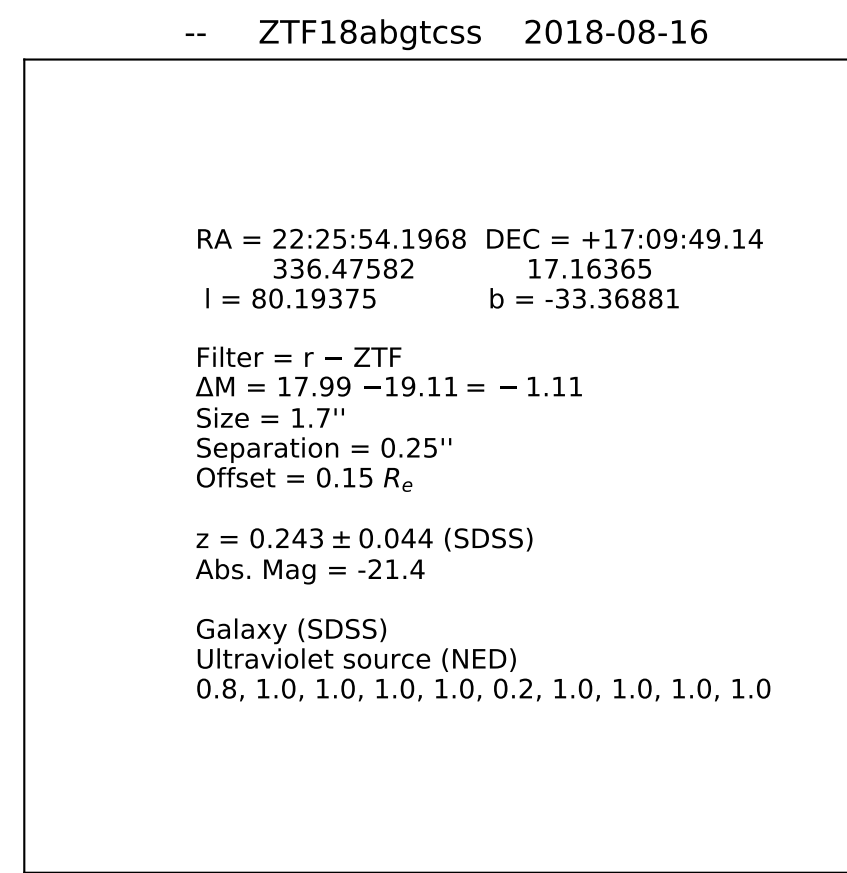 -- ZTF18abgtcss 2018-08-16
RA = 22:25:54.1968 DEC = +17:09:49.14
336.47582 17.16365
l = 80.19375 b = -33.36881
Filter = r − ZTF
ΔM = 17.99 −19.11 = − 1.11
Size = 1.7''
Separation = 0.25''
Offset = 0.15 Re
z = 0.243 ± 0.044 (SDSS)
Abs. Mag = -21.4
Galaxy (SDSS)
Ultraviolet source (NED)
0.8, 1.0, 1.0, 1.0, 1.0, 0.2, 1.0, 1.0, 1.0, 1.0